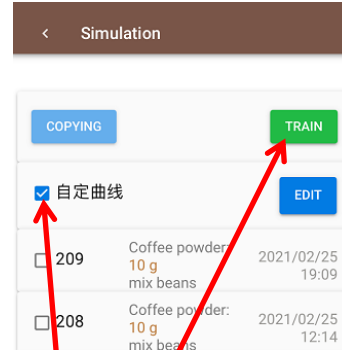 Simulation
COPYING
TRAIN
自定曲线
EDIT
209
Coffee powder:
10 g
mix beans
2021/02/25
19:09
208
Coffee powder:
10 g
mix beans
2021/02/25
12:14